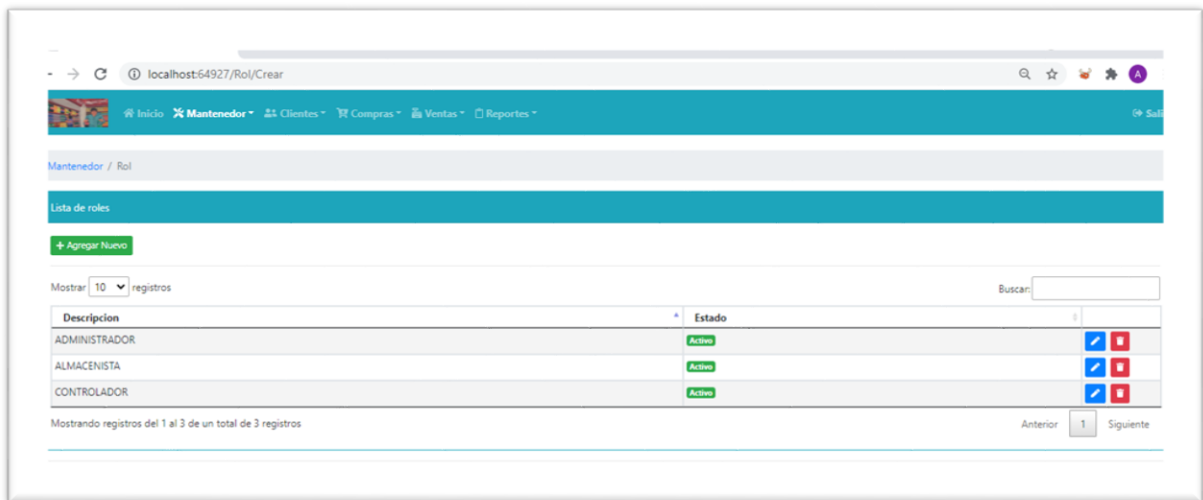 localhost:64927/Rol/Crear
A
Inicio Mantenedor Clientes Compras Ventas Reportes
Mantenedor / Rol
Lista de roles
+ Agregar Nuevo
Mostrar 10 registros Buscar:
Descripcion Estado
ADMINISTRADOR Activo
ALMACENISTA Activo
CONTROLADOR Activo
Mostrando registros del 1 al 3 de un total de 3 registros Anterior 1 Siguiente